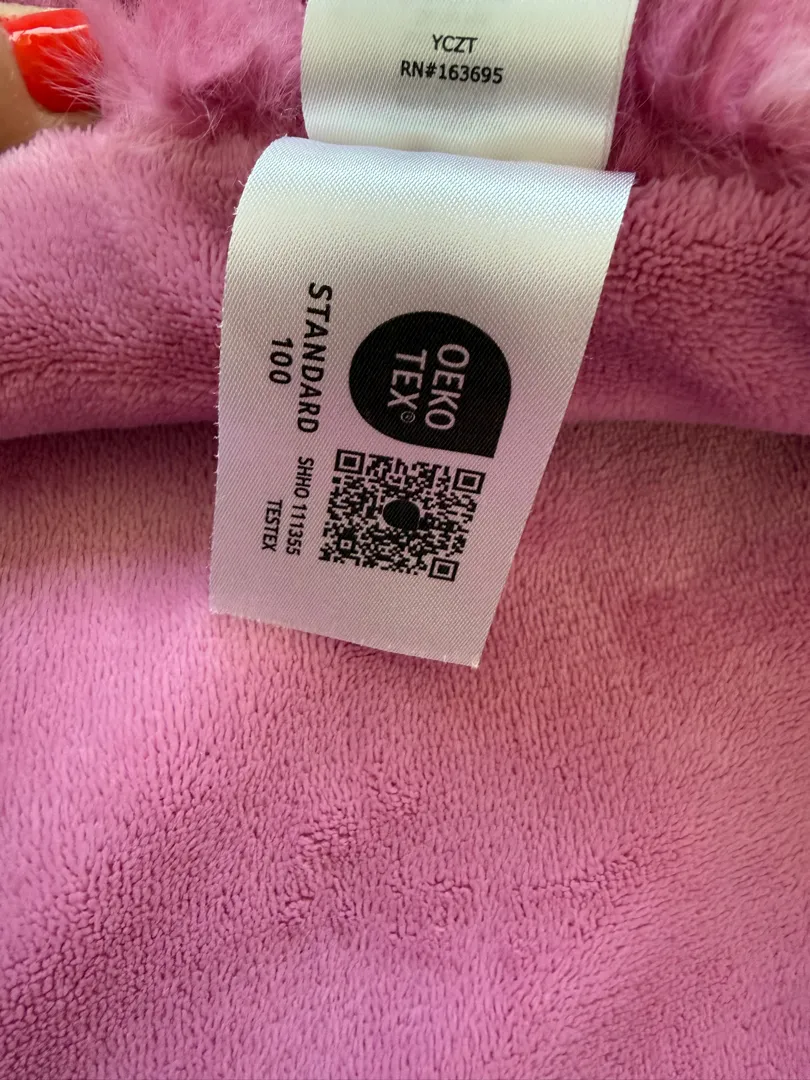 YCZT
RN#163695
OEKO
TEX®
STANDARD
100
SHHO 111355
TESTEX